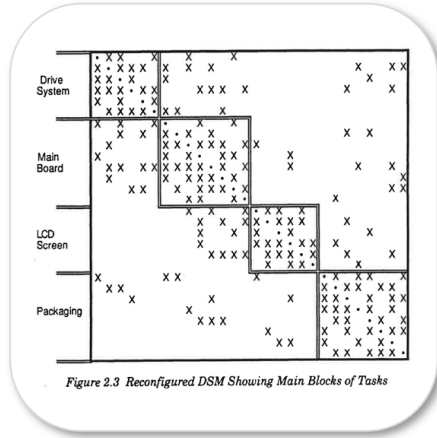 Drive
System
Main
Board
LCD
Screen
Packaging
Figure 2.3 Reconfigured DSM Showing Main Blocks of Tasks